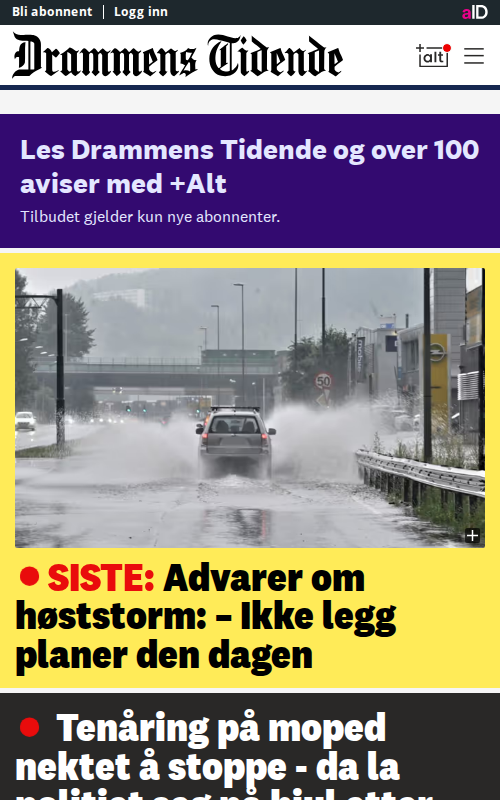 Bli abonnent | Logg inn
aID
Drammens Tidende
+alt
Les Drammens Tidende og over 100
aviser med +Alt
Tilbudet gjelder kun nye abonnenter.
50
SISTE: Advarer om
høststorm: – Ikke legg
planer den dagen
Tenåring på moped
nektet å stoppe - da la